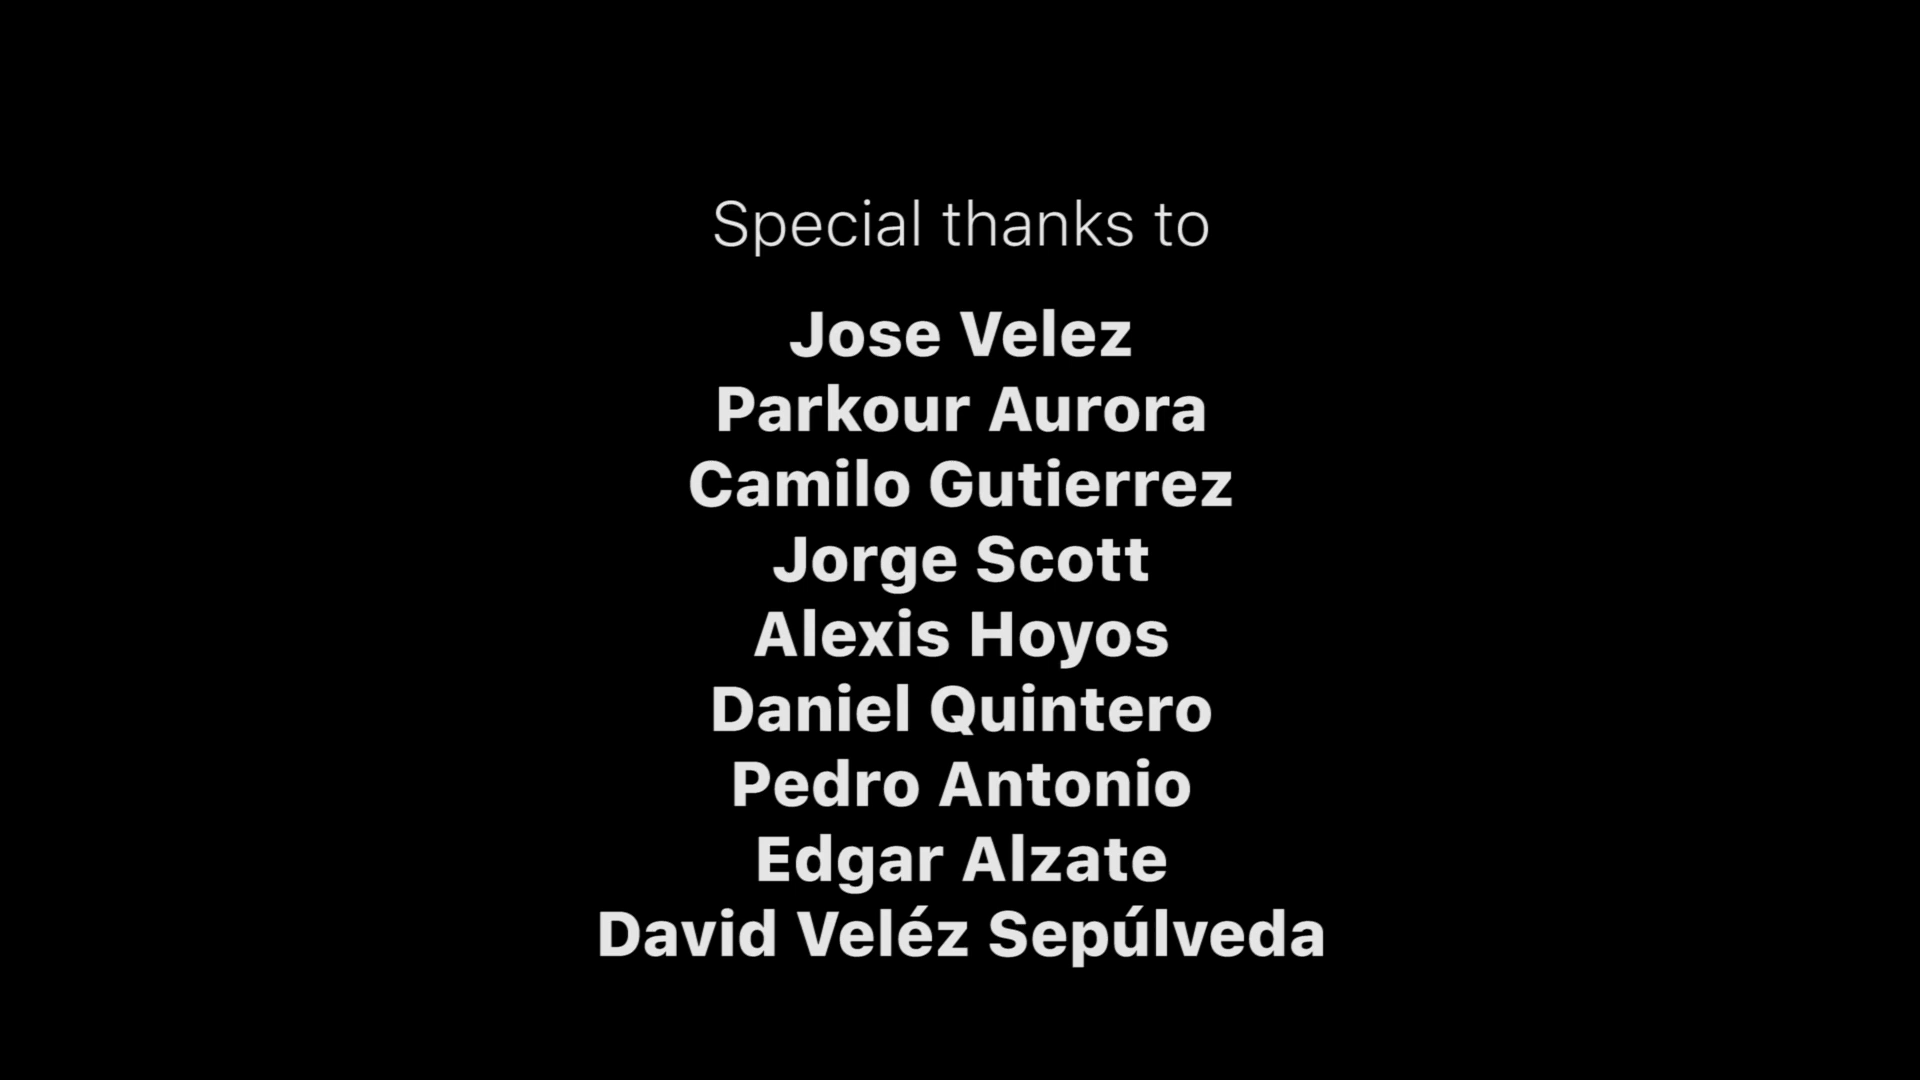 Special thanks to
Jose Velez
Parkour Aurora
Camilo Gutierrez
Jorge Scott
Alexis Hoyos
Daniel Quintero
Pedro Antonio
Edgar Alzate
David Veléz Sepúlveda